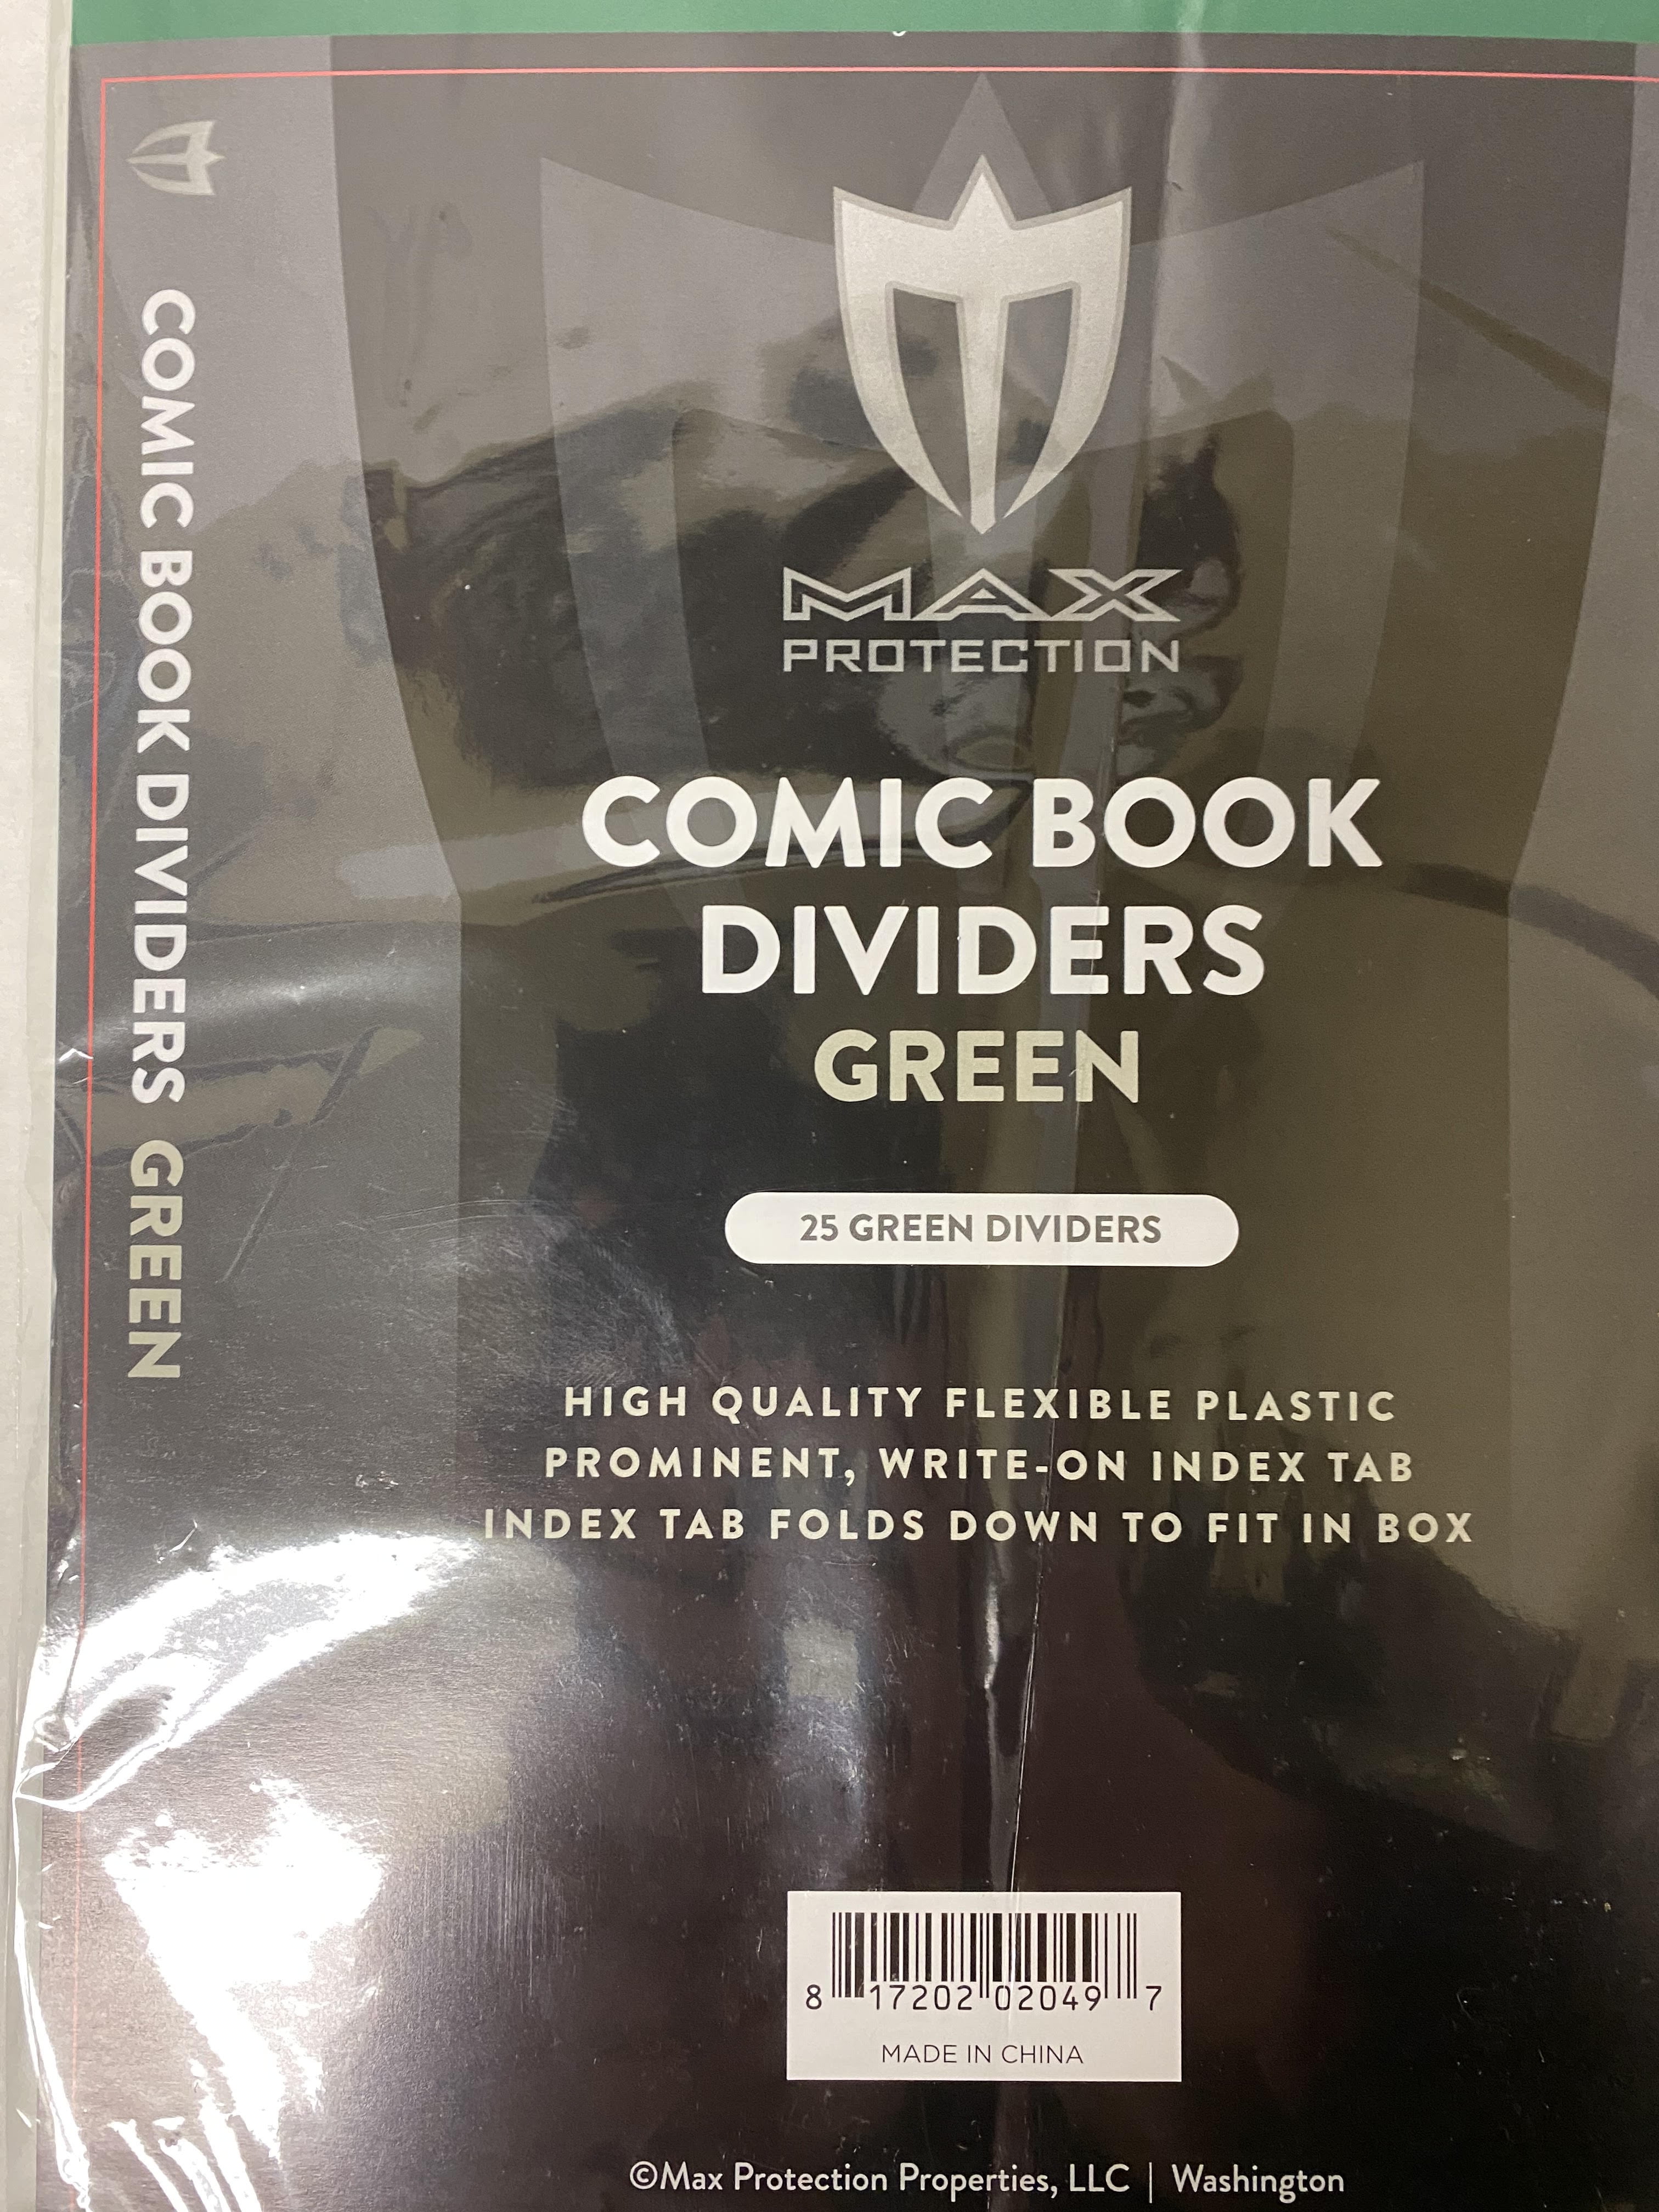 MAX
PROTECTION
COMIC BOOK
DIVIDERS
GREEN
25 GREEN DIVIDERS
HIGH QUALITY FLEXIBLE PLASTIC
PROMINENT, WRITE-ON INDEX TAB
INDEX TAB FOLDS DOWN TO FIT IN BOX
8 17202 02049 7
MADE IN CHINA
©Max Protection Properties, LLC | Washington
COMIC BOOK DIVIDERS GREEN